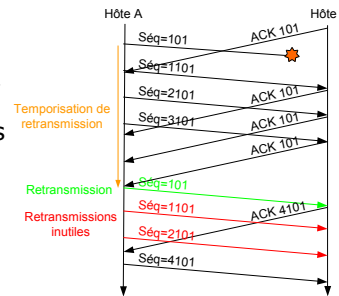 Hôte A
Hôte
ACK 101
Séq=101
Séq=1101
ACK 101
Séq=2101
Temporisation de
retransmission
ACK 101
Séq=3101
s
ACK 101
Séq=101
Retransmission
Séq=1101
ACK 4101
Retransmissions
inutiles
Séq=2101
Séq=4101